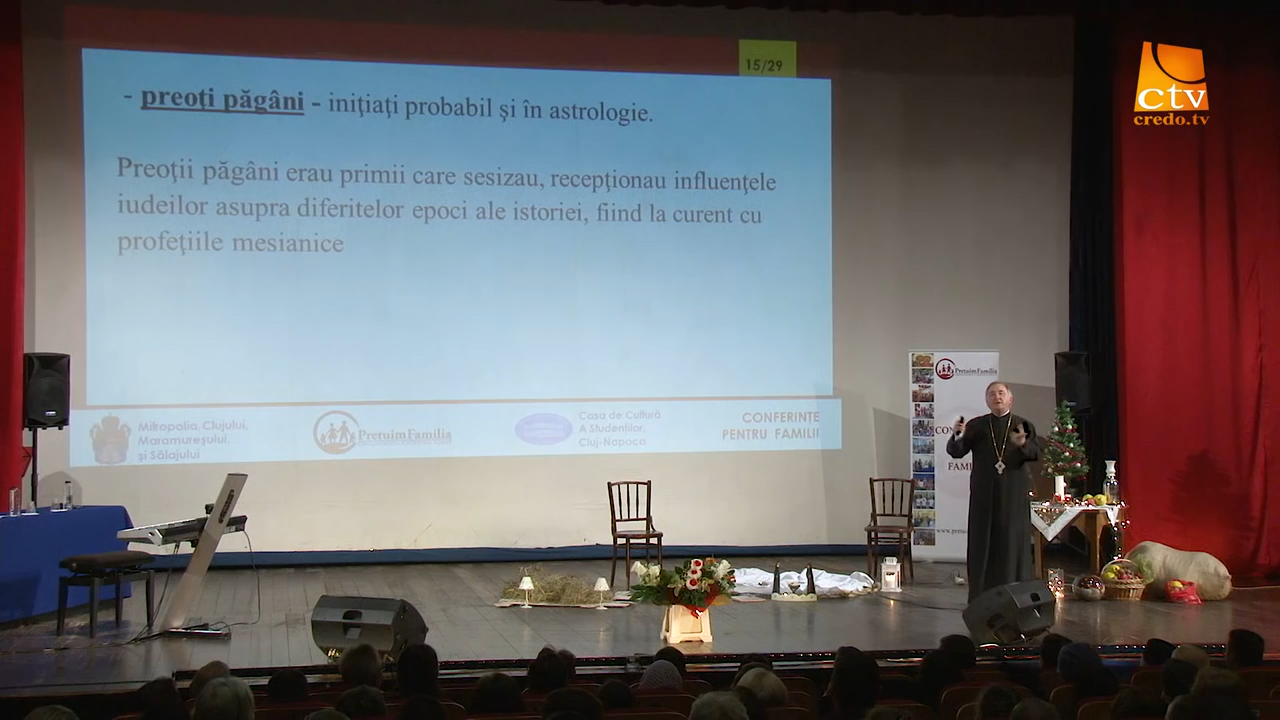 15/29
ctv
credo.tv
- preoţi păgâni - iniţiaţi probabil şi în astrologie.
Preoţii păgâni erau primii care sesizau, recepţionau influenţele
iudeilor asupra diferitelor epoci ale istoriei, fiind la curent cu
profeţiile mesianice
Mitropolia Clujului,
Maramureşului,
şi Sălajului
PretuimFamilia
Casa de Cultură
A Studentilor,
Cluj-Napoca
CONFERINȚE
PENTRU FAMILII
PretuimFamilia